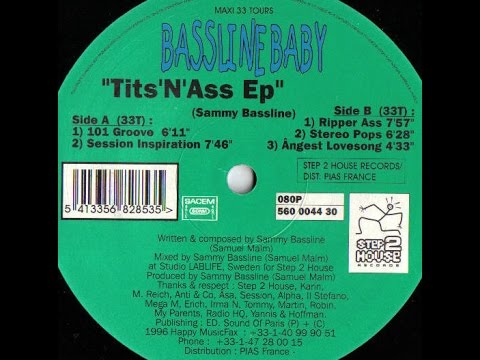 MAXI 33 TOURS
BASSLINE BABY
"Tits'N'Ass Ep"
(Sammy Bassline)
Side A (33T) :
1) 101 Groove 6'11"
2) Session Inspiration 7'46"
Side B (33T) :
1) Ripper Ass 7'57"
2) Stereo Pops 6'28"
3) Ängest Lovesong 4'33"
STEP 2 HOUSE RECORDS/
DIST: PIAS FRANCE
5 413356 828535 >
SACEM
080P
560 0044 30
STEP 2 HOUSE
RECORDS
Written & composed by Sammy Bassline
(Samuel Malm)
Mixed by Sammy Bassline (Samuel Malm)
at Studio LABLIFE, Sweden for Step 2 House
Produced by Sammy Bassline (Samuel Malm)
Thanks & respect : Step 2 House, Karin,
M. Reich, Anti & Co, Asa, Session, Alpha, Il Stefano,
Mega M, Erich, Irma N, Tommy, Martin, Robin,
My Parents, Radio HQ, Yannis & Hoffman.
Publishing : ED. Sound Of Paris (P) + (C)
1996 Happy MusicFax : +33-1-40 99 90 51
Phone : +33-1-47 28 00 15
Distribution : PIAS FRANCE